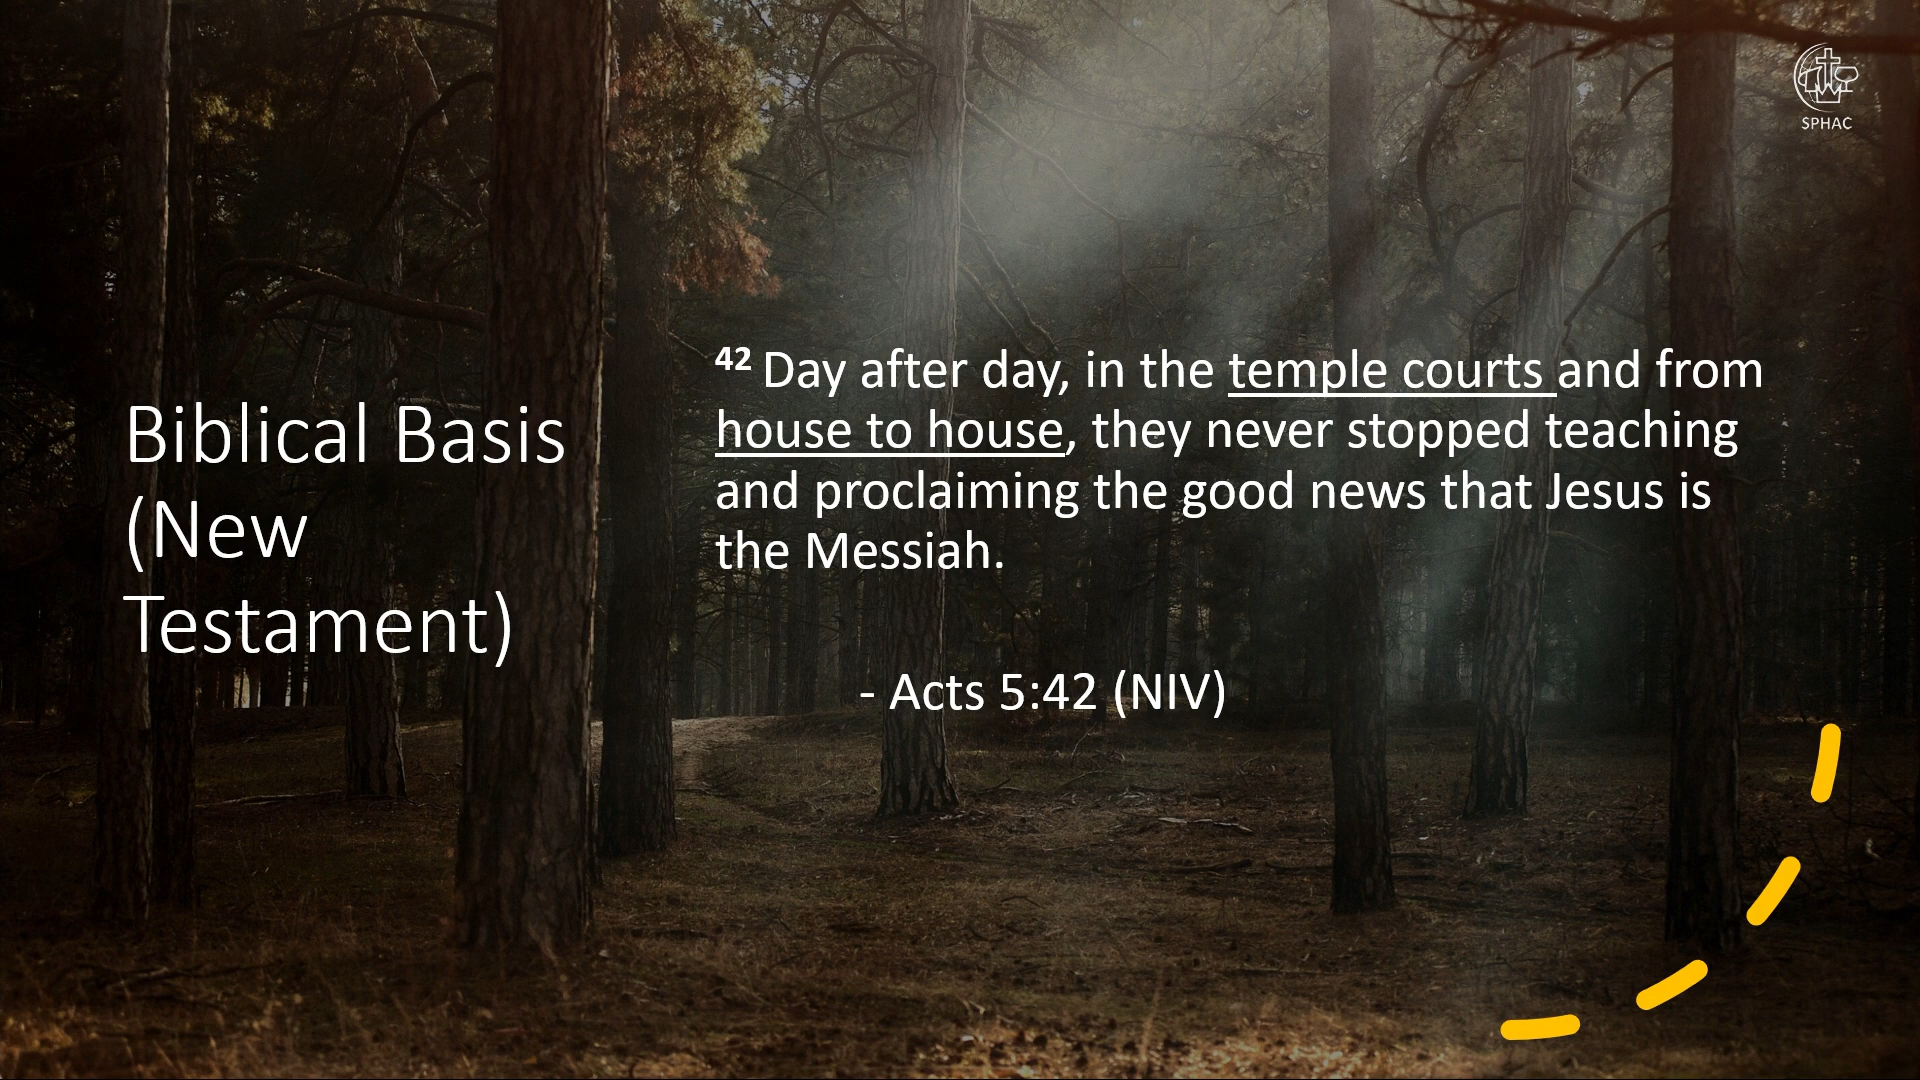 SPHAC
Biblical Basis
(New
Testament)
42 Day after day, in the temple courts and from
house to house, they never stopped teaching
and proclaiming the good news that Jesus is
the Messiah.
- Acts 5:42 (NIV)